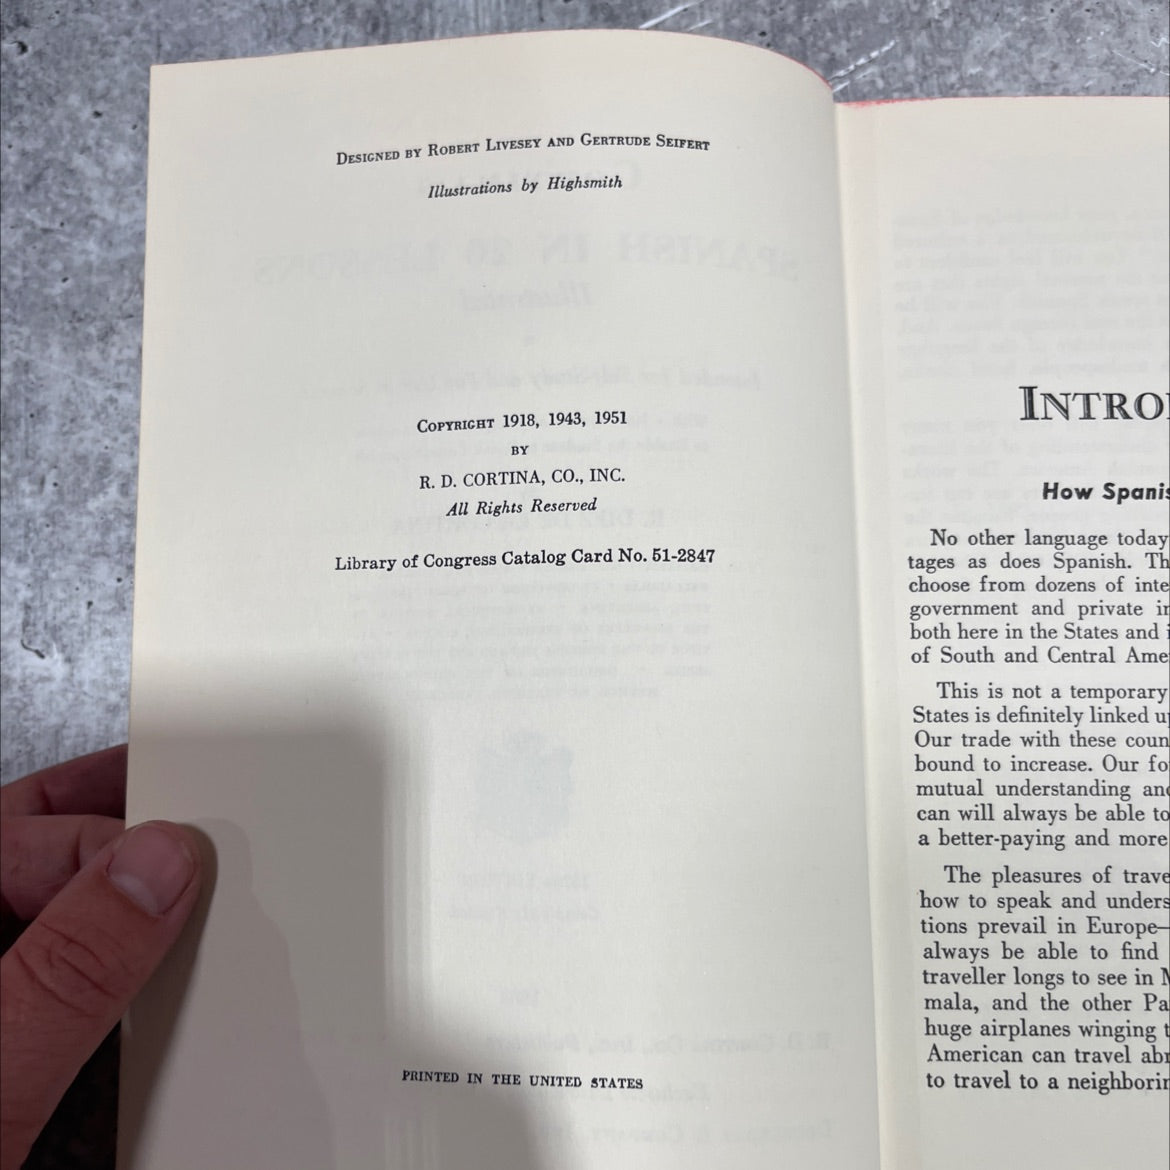 Designed by Robert Livesey and Gertrude Seifert
Illustrations by Highsmith
Copyright 1918, 1943, 1951
BY
R. D. CORTINA, CO., INC.
All Rights Reserved
Library of Congress Catalog Card No. 51-2847
PRINTED IN THE UNITED STATES
INTRO
How Spanis
No other language today
tages as does Spanish. Th
choose from dozens of inte
government and private in
both here in the States and i
of South and Central Ame
This is not a temporary
States is definitely linked u
Our trade with these coun
bound to increase. Our fo
mutual understanding and
can will always be able to
a better-paying and more
The pleasures of trave
how to speak and unders
tions prevail in Europe—
always be able to find
traveller longs to see in M
mala, and the other Pa
huge airplanes winging t
American can travel abr
to travel to a neighborin